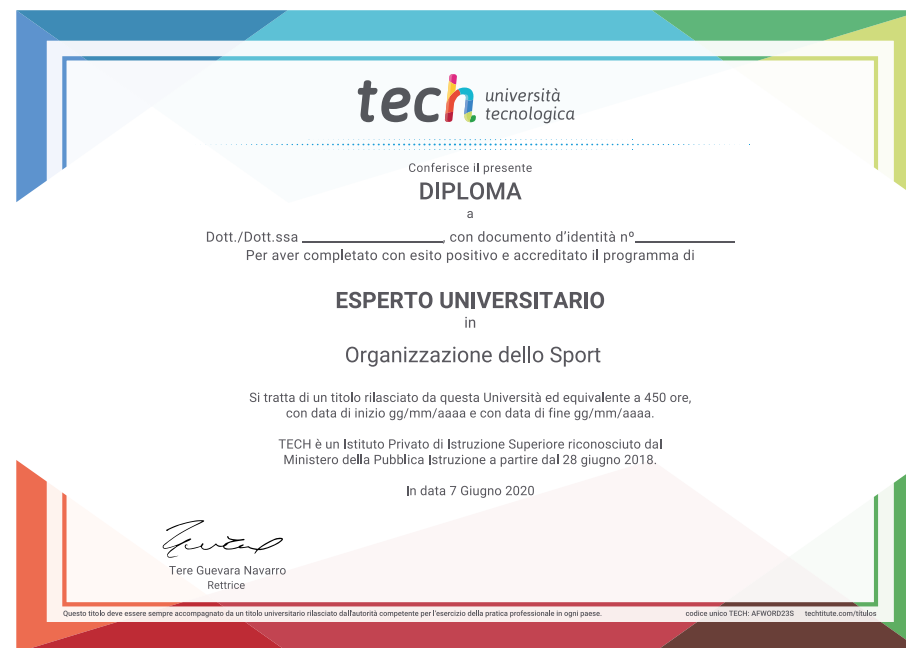 tech università
tecnologica
Conferisce il presente
DIPLOMA
a
Dott./Dott.ssa ________________, con documento d'identità nº____________
Per aver completato con esito positivo e accreditato il programma di
ESPERTO UNIVERSITARIO
in
Organizzazione dello Sport
Si tratta di un titolo rilasciato da questa Università ed equivalente a 450 ore,
con data di inizio gg/mm/aaaa e con data di fine gg/mm/aaaa.
TECH è un Istituto Privato di Istruzione Superiore riconosciuto dal
Ministero della Pubblica Istruzione a partire dal 28 giugno 2018.
In data 7 Giugno 2020
Tere Guevara Navarro
Rettrice
Questo titolo deve essere sempre accompagnato da un titolo universitario rilasciato dall'autorità competente per l'esercizio della pratica professionale in ogni paese. codice unico TECH: AFWORD23S techtitute.com/titulos